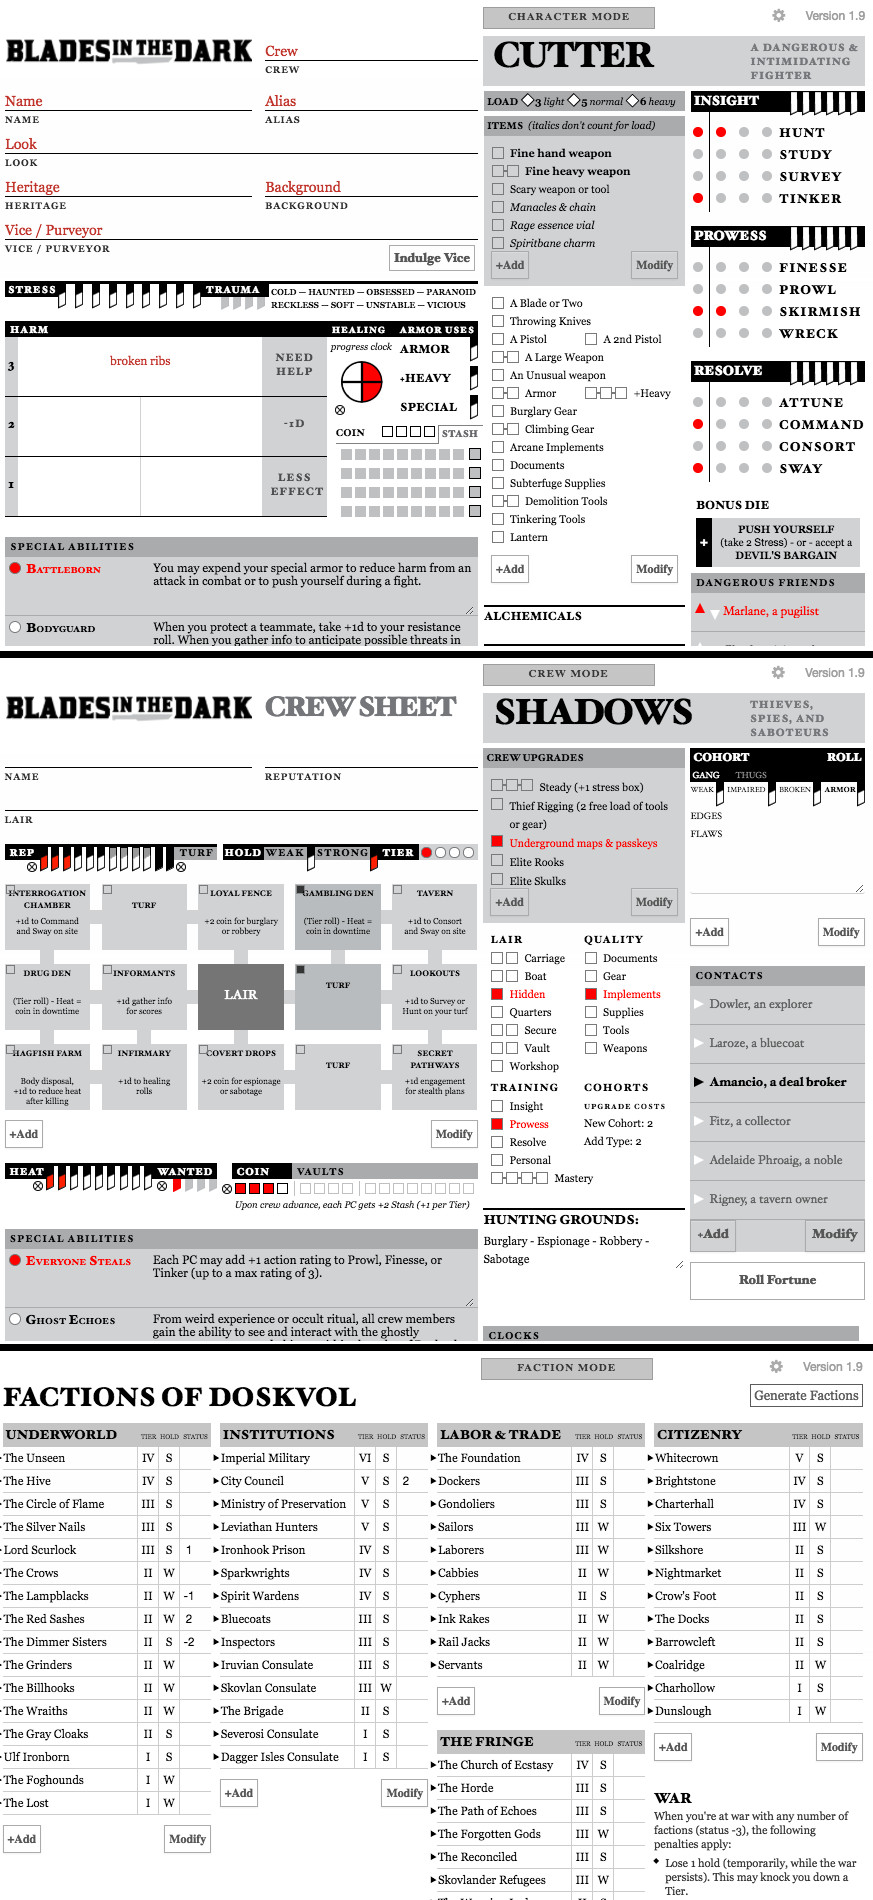 CHARACTER MODE
Version 1.9
BLADES IN THE DARK
Crew
CREW
CUTTER
A DANGEROUS &
INTIMIDATING
FIGHTER
Name
Alias
NAME
ALIAS
Look
LOOK
Heritage
Background
HERITAGE
BACKGROUND
Vice / Purveyor
VICE / PURVEYOR
Indulge Vice
STRESS
TRAUMA
COLD — HAUNTED — OBSESSED — PARANOID
RECKLESS — SOFT — UNSTABLE — VICIOUS
HARM
HEALING
ARMOR USES
3
broken ribs
NEED
HELP
progress clock
ARMOR
+HEAVY
SPECIAL
2
-1D
COIN
STASH
1
LESS
EFFECT
SPECIAL ABILITIES
BATTLEBORN
You may expend your special armor to reduce harm from an
attack in combat or to push yourself during a fight.
BODYGUARD
When you protect a teammate, take +1d to your resistance
roll. When you gather info to anticipate possible threats in
LOAD 3 light 5 normal 6 heavy
ITEMS (italics don't count for load)
Fine hand weapon
Fine heavy weapon
Scary weapon or tool
Manacles & chain
Rage essence vial
Spiritbane charm
+Add
Modify
A Blade or Two
Throwing Knives
A Pistol
A 2nd Pistol
A Large Weapon
An Unusual weapon
Armor
+Heavy
Burglary Gear
Climbing Gear
Arcane Implements
Documents
Subterfuge Supplies
Demolition Tools
Tinkering Tools
Lantern
+Add
Modify
ALCHEMICALS
INSIGHT
HUNT
STUDY
SURVEY
TINKER
PROWESS
FINESSE
PROWL
SKIRMISH
WRECK
RESOLVE
ATTUNE
COMMAND
CONSORT
SWAY
BONUS DIE
+
PUSH YOURSELF
(take 2 Stress) - or - accept a
DEVIL'S BARGAIN
DANGEROUS FRIENDS
Marlane, a pugilist
CREW MODE
Version 1.9
BLADES IN THE DARK
CREW SHEET
SHADOWS
THIEVES,
SPIES, AND
SABOTEURS
NAME
REPUTATION
LAIR
REP
TURF
HOLD
WEAK
STRONG
TIER
INTERROGATION
CHAMBER
+1d to Command
and Sway on site
TURF
LOYAL FENCE
+2 coin for burglary
or robbery
GAMBLING DEN
(Tier roll) - Heat =
coin in downtime
TAVERN
+1d to Consort
and Sway on site
DRUG DEN
(Tier roll) - Heat =
coin in downtime
INFORMANTS
+1d gather info
for scores
LAIR
TURF
LOOKOUTS
+1d to Survey or
Hunt on your turf
HAGFISH FARM
Body disposal,
+1d to reduce heat
after killing
INFIRMARY
+1d to healing
rolls
COVERT DROPS
+2 coin for espionage
or sabotage
TURF
SECRET
PATHWAYS
+1d engagement
for stealth plans
+Add
Modify
HEAT
WANTED
COIN
VAULTS
Upon crew advance, each PC gets +2 Stash (+1 per Tier)
SPECIAL ABILITIES
EVERYONE STEALS
Each PC may add +1 action rating to Prowl, Finesse, or
Tinker (up to a max rating of 3).
GHOST ECHOES
From weird experience or occult ritual, all crew members
gain the ability to see and interact with the ghostly
CREW UPGRADES
Steady (+1 stress box)
Thief Rigging (2 free load of tools
or gear)
Underground maps & passkeys
Elite Rooks
Elite Skulks
+Add
Modify
LAIR
Carriage
Boat
Hidden
Quarters
Secure
Vault
Workshop
QUALITY
Documents
Gear
Implements
Supplies
Tools
Weapons
TRAINING
Insight
Prowess
Resolve
Personal
Mastery
COHORTS
UPGRADE COSTS
New Cohort: 2
Add Type: 2
HUNTING GROUNDS:
Burglary - Espionage - Robbery -
Sabotage
COHORT
ROLL
GANG
THUGS
WEAK
IMPAIRED
BROKEN
ARMOR
EDGES
FLAWS
+Add
Modify
CONTACTS
Dowler, an explorer
Laroze, a bluecoat
Amancio, a deal broker
Fitz, a collector
Adelaide Phroaig, a noble
Rigney, a tavern owner
+Add
Modify
Roll Fortune
CLOCKS
FACTION MODE
Version 1.9
FACTIONS OF DOSKVOL
Generate Factions
UNDERWORLD TIER HOLD STATUS
The Unseen IV S
The Hive IV S
The Circle of Flame III S
The Silver Nails III S
Lord Scurlock III S 1
The Crows II W
The Lampblacks II W -1
The Red Sashes II W 2
The Dimmer Sisters II S -2
The Grinders II W
The Billhooks II W
The Wraiths II W
The Gray Cloaks II S
Ulf Ironborn I S
The Foghounds I W
The Lost I W
+Add
Modify
INSTITUTIONS TIER HOLD STATUS
Imperial Military VI S
City Council V S 2
Ministry of Preservation V S
Leviathan Hunters V S
Ironhook Prison IV S
Sparkwrights IV S
Spirit Wardens IV S
Bluecoats III S
Inspectors III S
Iruvian Consulate III S
Skovlan Consulate III W
The Brigade II S
Severosi Consulate I S
Dagger Isles Consulate I S
+Add
Modify
LABOR & TRADE TIER HOLD STATUS
The Foundation IV S
Dockers III S
Gondoliers III S
Sailors III W
Laborers III W
Cabbies II W
Cyphers II S
Ink Rakes II W
Rail Jacks II W
Servants II W
+Add
Modify
THE FRINGE TIER HOLD STATUS
The Church of Ecstasy IV S
The Horde III S
The Path of Echoes III S
The Forgotten Gods III W
The Reconciled III S
Skovlander Refugees III W
CITIZENRY TIER HOLD STATUS
Whitecrown V S
Brightstone IV S
Charterhall IV S
Six Towers III W
Silkshore II S
Nightmarket II S
Crow's Foot II S
The Docks II S
Barrowcleft II S
Coalridge II W
Charhollow I S
Dunslough I W
+Add
Modify
WAR
When you're at war with any number of
factions (status -3), the following
penalties apply:
Lose 1 hold (temporarily, while the war
persists). This may knock you down a
Tier.